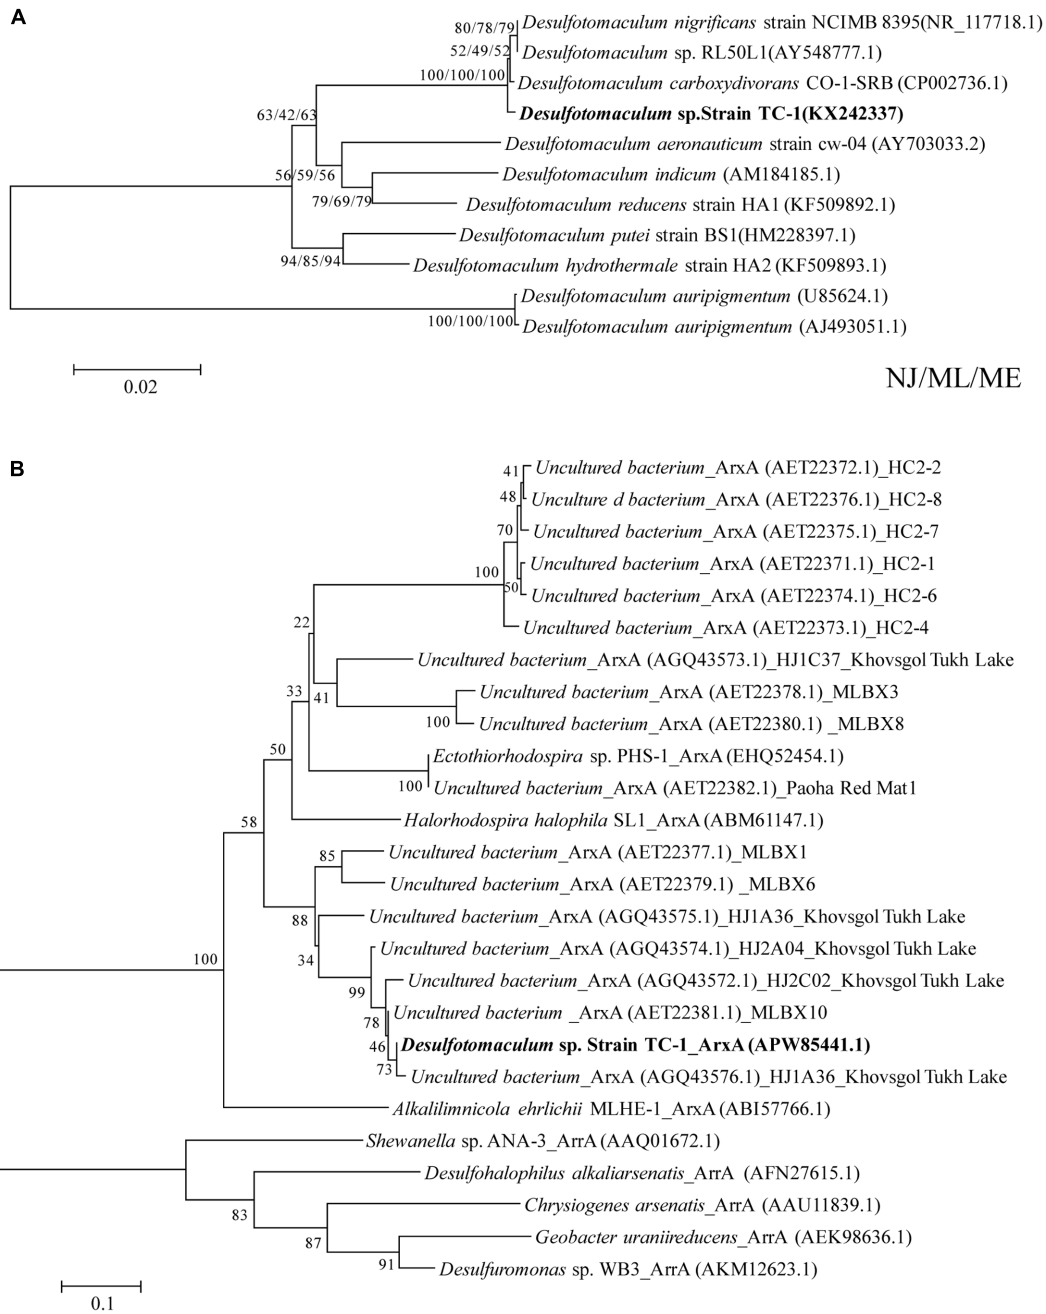 A
Desulfotomaculum nigrificans strain NCIMB 8395(NR_117718.1)
80/78/79
52/49/52
Desulfotomaculum sp. RL50L1(AY548777.1)
100/100/100
Desulfotomaculum carboxydivorans CO-1-SRB (CP002736.1)
63/42/63
Desulfotomaculum sp.Strain TC-1(KX242337)
Desulfotomaculum aeronauticum strain cw-04 (AY703033.2)
56/59/56
Desulfotomaculum indicum (AM184185.1)
79/69/79
Desulfotomaculum reducens strain HA1 (KF509892.1)
Desulfotomaculum putei strain BS1(HM228397.1)
94/85/94
Desulfotomaculum hydrothermale strain HA2 (KF509893.1)
Desulfotomaculum auripigmentum (U85624.1)
100/100/100
Desulfotomaculum auripigmentum (AJ493051.1)
0.02
NJ/ML/ME
B
41
Uncultured bacterium_ArxA (AET22372.1)_HC2-2
48
Unculture d bacterium_ArxA (AET22376.1)_HC2-8
70
Uncultured bacterium_ArxA (AET22375.1)_HC2-7
100
Uncultured bacterium_ArxA (AET22371.1)_HC2-1
50
Uncultured bacterium_ArxA (AET22374.1)_HC2-6
22
Uncultured bacterium_ArxA (AET22373.1)_HC2-4
Uncultured bacterium_ArxA (AGQ43573.1)_HJ1C37_Khovsgol Tukh Lake
33
41
Uncultured bacterium_ArxA (AET22378.1)_MLBX3
100
Uncultured bacterium_ArxA (AET22380.1) _MLBX8
50
Ectothiorhodospira sp. PHS-1_ArxA (EHQ52454.1)
100
Uncultured bacterium_ArxA (AET22382.1)_Paoha Red Mat1
58
Halorhodospira halophila SL1_ArxA (ABM61147.1)
85
Uncultured bacterium_ArxA (AET22377.1)_MLBX1
Uncultured bacterium_ArxA (AET22379.1) _MLBX6
88
Uncultured bacterium_ArxA (AGQ43575.1)_HJ1A36_Khovsgol Tukh Lake
100
34
Uncultured bacterium_ArxA (AGQ43574.1)_HJ2A04_Khovsgol Tukh Lake
99
Uncultured bacterium_ArxA (AGQ43572.1)_HJ2C02_Khovsgol Tukh Lake
78
Uncultured bacterium _ArxA (AET22381.1)_MLBX10
46
Desulfotomaculum sp. Strain TC-1_ArxA (APW85441.1)
73
Uncultured bacterium_ArxA (AGQ43576.1)_HJ1A36_Khovsgol Tukh Lake
Alkalilimnicola ehrlichii MLHE-1_ArxA (ABI57766.1)
Shewanella sp. ANA-3_ArrA (AAQ01672.1)
Desulfohalophilus alkaliarsenatis_ArrA (AFN27615.1)
83
Chrysiogenes arsenatis_ArrA (AAU11839.1)
87
Geobacter uraniireducens_ArrA (AEK98636.1)
91
Desulfuromonas sp. WB3_ArrA (AKM12623.1)
0.1